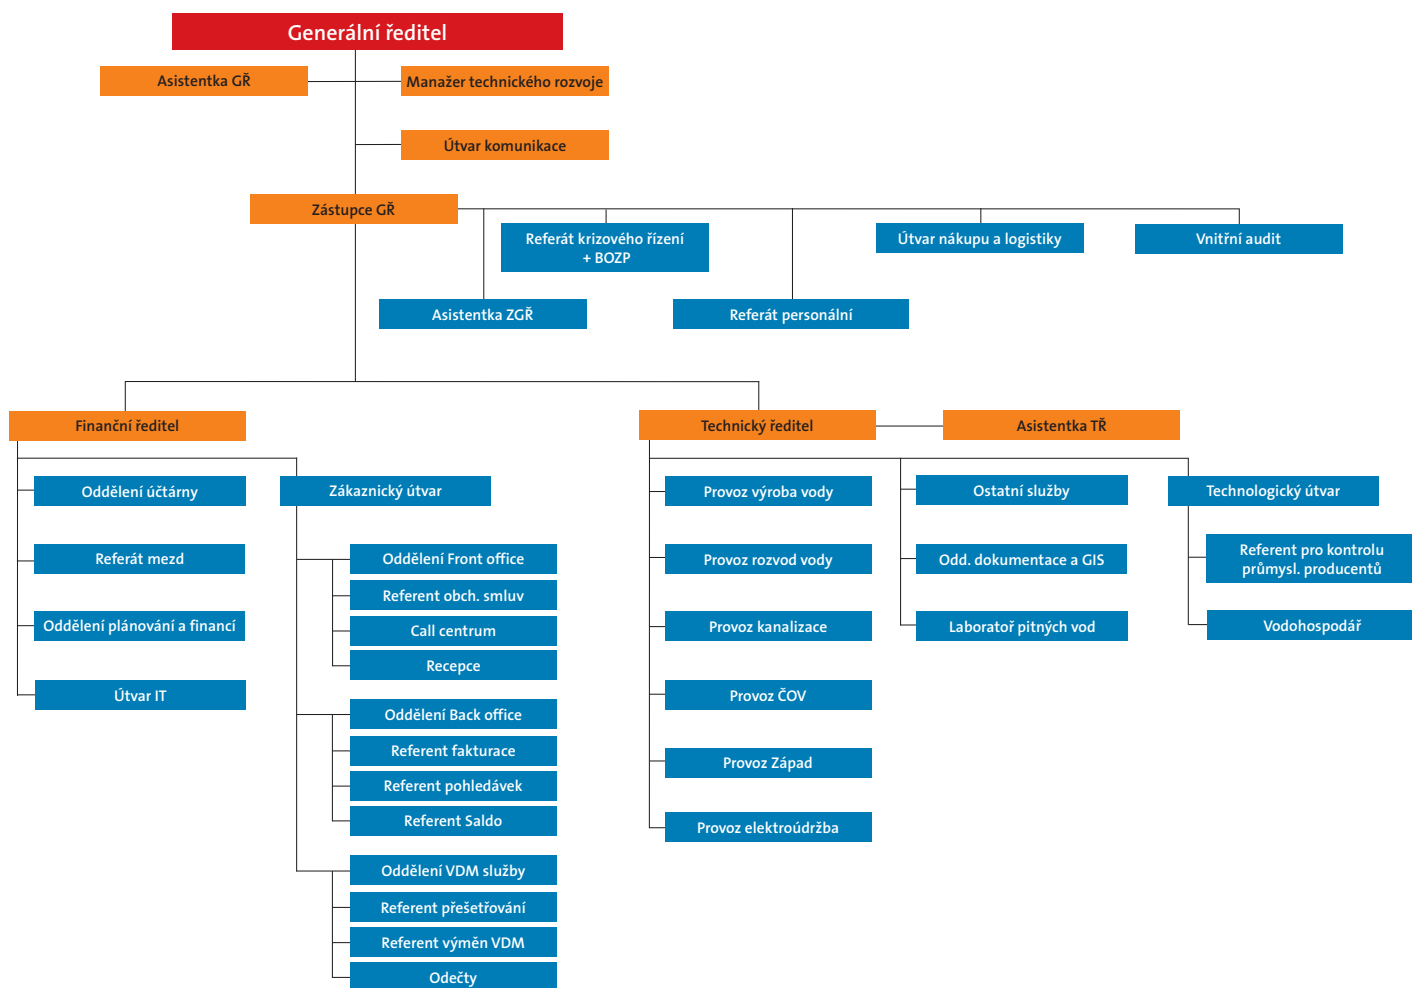 Generální ředitel
Asistentka GŘ
Manažer technického rozvoje
Útvar komunikace
Zástupce GŘ
Referát krizového řízení
+ BOZP
Útvar nákupu a logistiky
Vnitřní audit
Asistentka ZGŘ
Referát personální
Finanční ředitel
Technický ředitel
Asistentka TŘ
Oddělení účtárny
Referát mezd
Oddělení plánování a financí
Útvar IT
Zákaznický útvar
Oddělení Front office
Referent obch. smluv
Call centrum
Recepce
Oddělení Back office
Referent fakturace
Referent pohledávek
Referent Saldo
Oddělení VDM služby
Referent přešetřování
Referent výměn VDM
Odečty
Provoz výroba vody
Provoz rozvod vody
Provoz kanalizace
Provoz ČOV
Provoz Západ
Provoz elektroúdržba
Ostatní služby
Odd. dokumentace a GIS
Laboratoř pitných vod
Technologický útvar
Referent pro kontrolu
průmysl. producentů
Vodohospodář